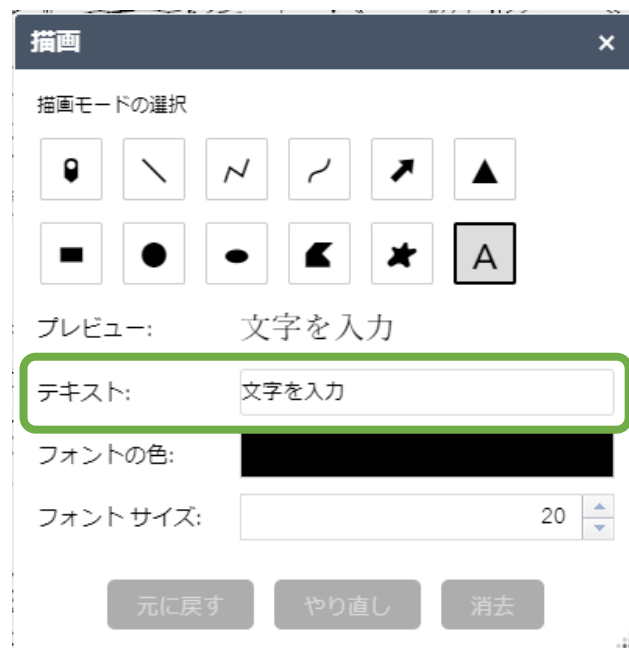 描画 ×
描画モードの選択
A
プレビュー: 文字を入力
テキスト: 文字を入力
フォントの色:
フォント サイズ: 20
元に戻す やり直し 消去